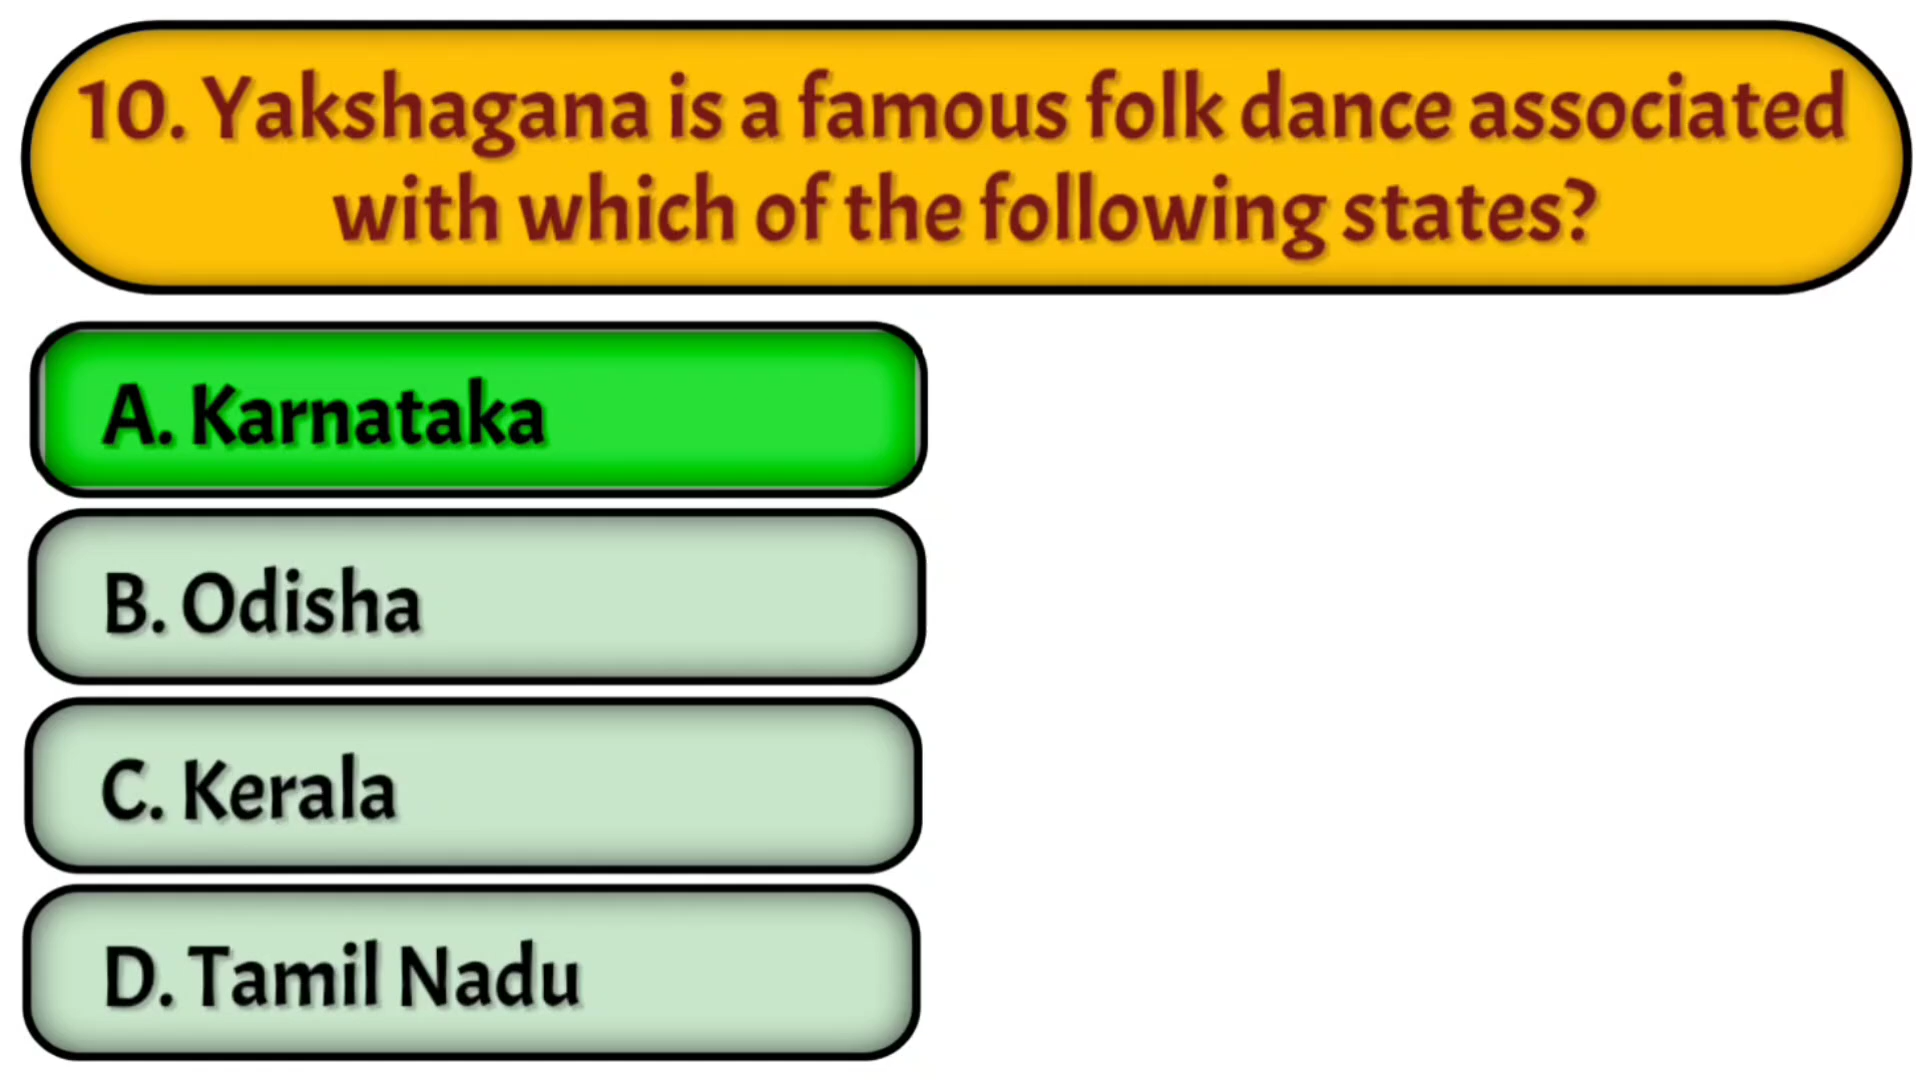 10. Yakshagana is a famous folk dance associated
with which of the following states?
A. Karnataka
B. Odisha
C. Kerala
D. Tamil Nadu